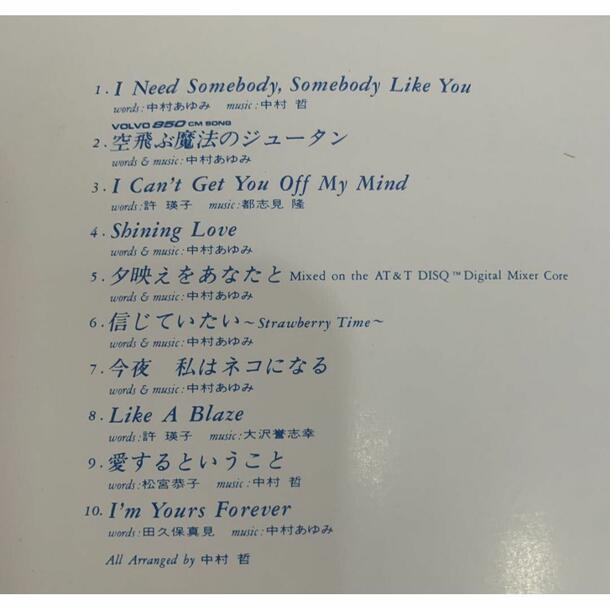 1. I Need Somebody, Somebody Like You
words:中村あゆみ music:中村 哲
VOLVO 850 CM SONG
2. 空飛ぶ魔法のジュータン
words & music:中村あゆみ
3. I Can't Get You Off My Mind
words:許 瑛子 music:都志見 隆
4. Shining Love
words & music:中村あゆみ
5. 夕映えをあなたと Mixed on the AT&T DISQ™ Digital Mixer Core
words & music:中村あゆみ
6. 信じていたい~Strawberry Time~
words & music:中村あゆみ
7. 今夜 私はネコになる
words & music:中村あゆみ
8. Like A Blaze
words:許 瑛子 music:大沢誉志幸
9. 愛するということ
words:松宮恭子 music:中村 哲
10. I'm Yours Forever
words:田久保真見 music:中村あゆみ
All Arranged by 中村 哲